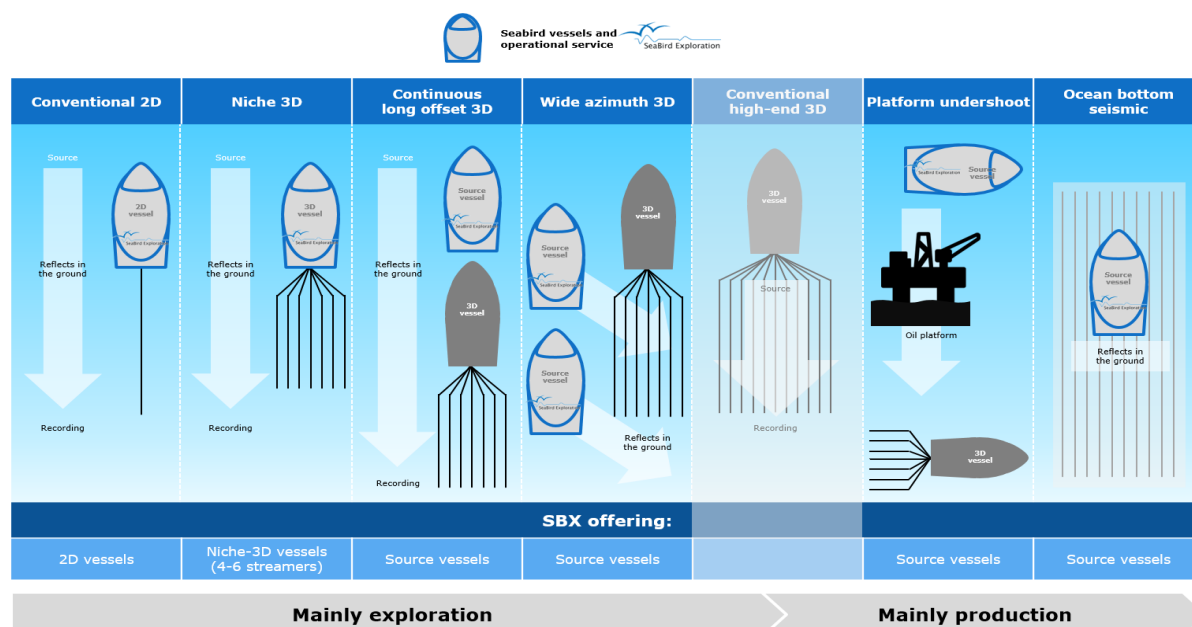 Seabird vessels and
operational service
SeaBird Exploration
Conventional 2D
Niche 3D
Continuous
long offset 3D
Wide azimuth 3D
Conventional
high-end 3D
Platform undershoot
Ocean bottom
seismic
Source
2D
vessel
SeaBird Exploration
Reflects in
the ground
Recording
Source
3D
vessel
SeaBird Exploration
Reflects in
the ground
Recording
Source
Source
vessel
SeaBird Exploration
Reflects in
the ground
3D
vessel
Recording
Source
vessel
SeaBird Exploration
3D
vessel
Source
vessel
SeaBird Exploration
Reflects in
the ground
3D
vessel
Source
Recording
SeaBird Exploration
Source
vessel
Oil platform
3D
vessel
Source
vessel
SeaBird Exploration
Reflects in
the ground
SBX offering:
2D vessels
Niche-3D vessels
(4-6 streamers)
Source vessels
Source vessels
Source vessels
Source vessels
Mainly exploration
Mainly production